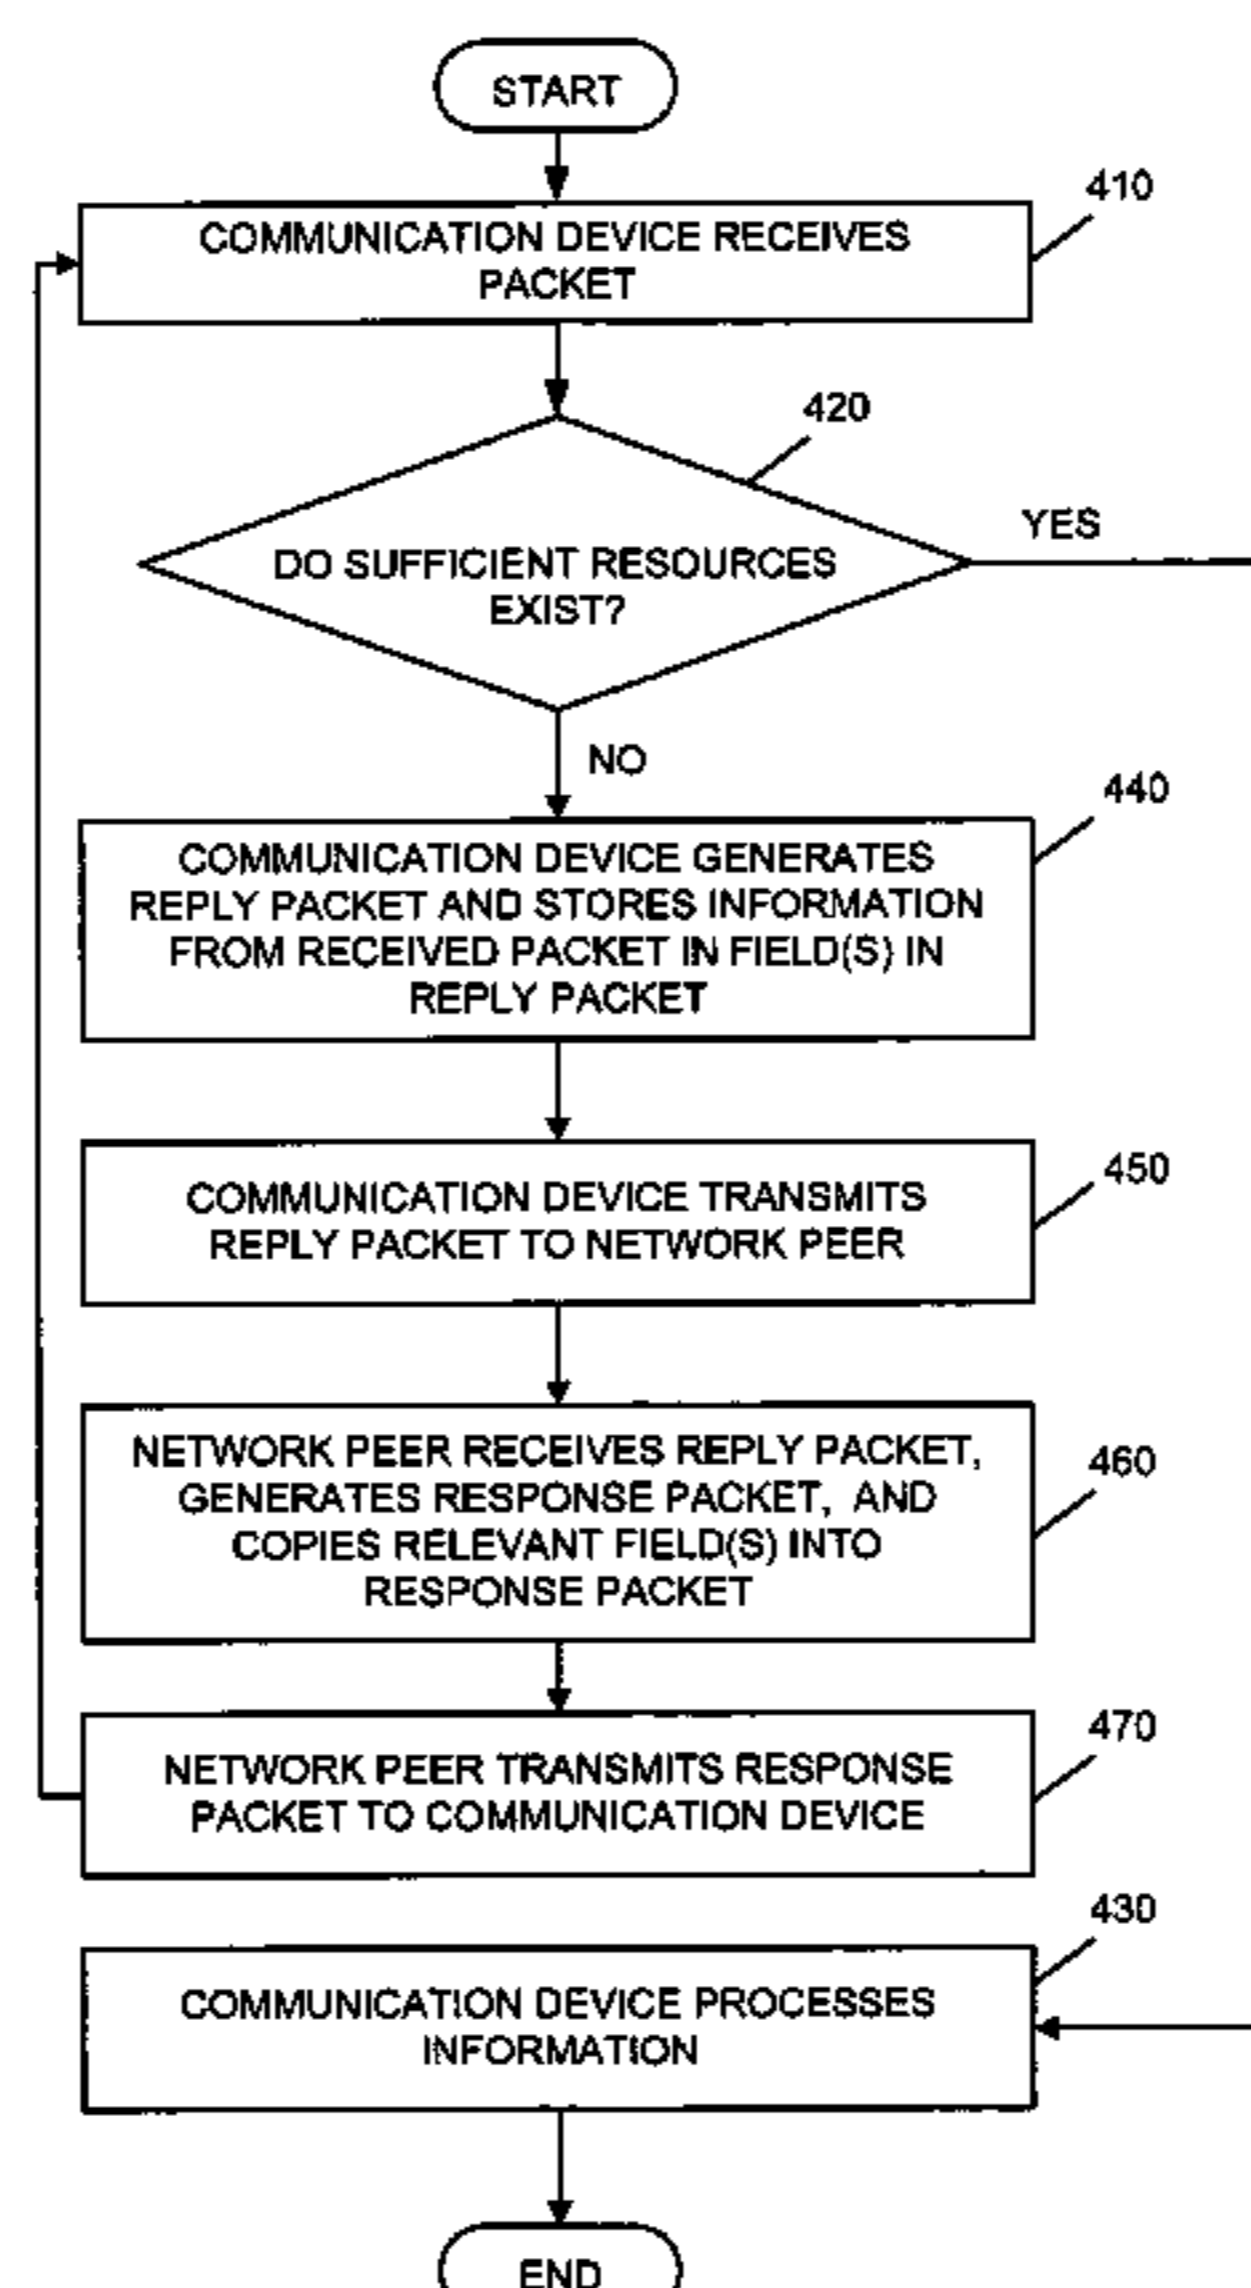 START
410
COMMUNICATION DEVICE RECEIVES
PACKET
420
YES
DO SUFFICIENT RESOURCES
EXIST?
NO
440
COMMUNICATION DEVICE GENERATES
REPLY PACKET AND STORES INFORMATION
FROM RECEIVED PACKET IN FIELD(S) IN
REPLY PACKET
450
COMMUNICATION DEVICE TRANSMITS
REPLY PACKET TO NETWORK PEER
460
NETWORK PEER RECEIVES REPLY PACKET,
GENERATES RESPONSE PACKET, AND
COPIES RELEVANT FIELD(S) INTO
RESPONSE PACKET
470
NETWORK PEER TRANSMITS RESPONSE
PACKET TO COMMUNICATION DEVICE
430
COMMUNICATION DEVICE PROCESSES
INFORMATION
END